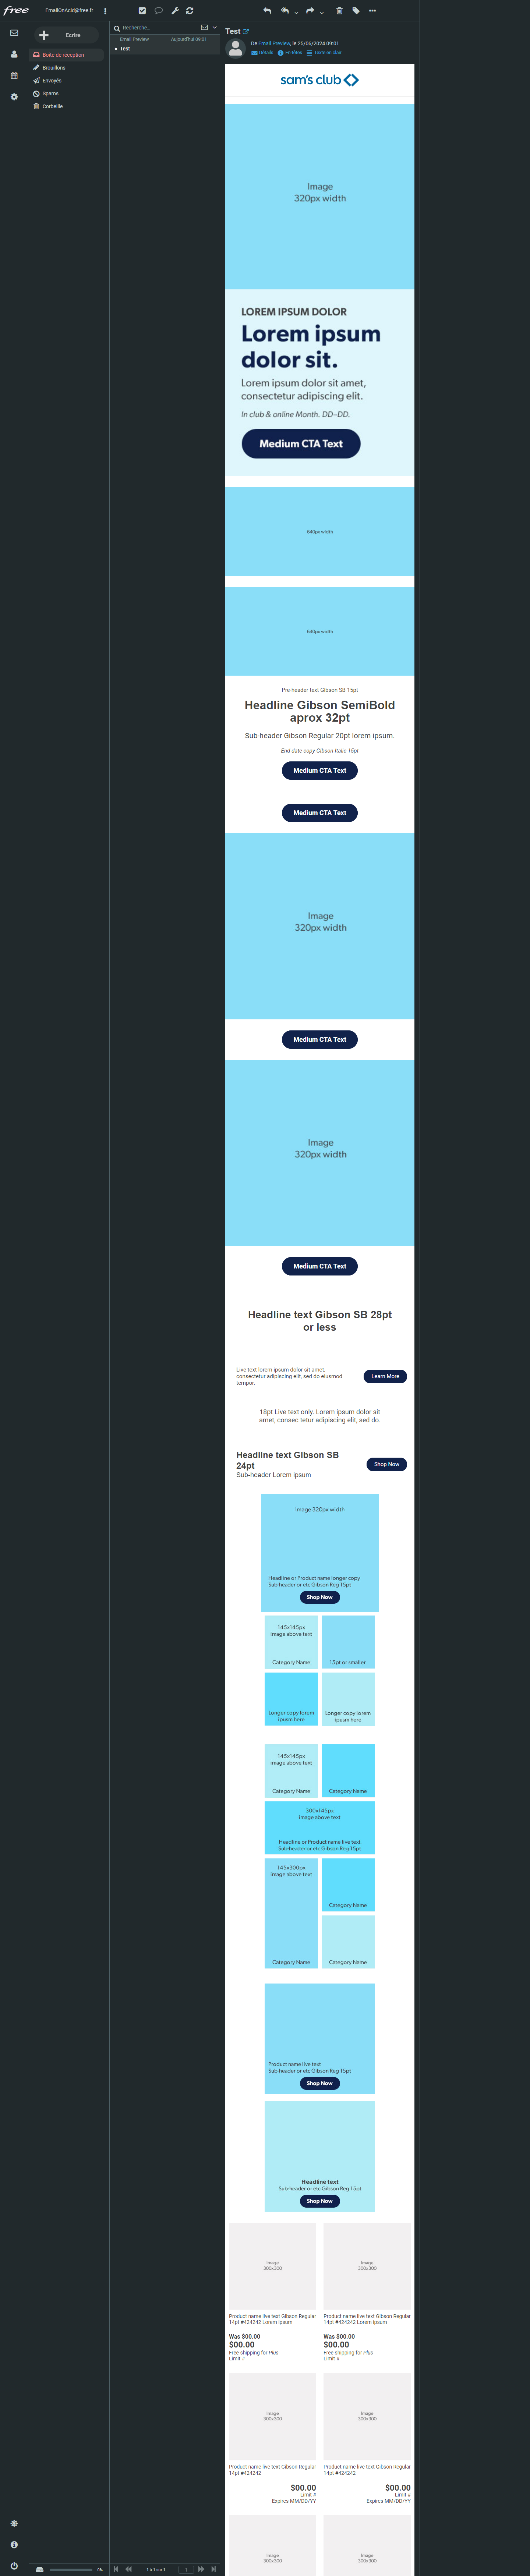 free
EmailOnAcid@free.fr
Ecrire
Boîte de réception
Brouillons
Envoyés
Spams
Corbeille
Recherche...
Email Preview Aujourd'hui 09:01
Test
Test
De Email Preview, le 25/06/2024 09:01
Détails En-têtes Texte en clair
sam's club
Image
320px width
LOREM IPSUM DOLOR
Lorem ipsum
dolor sit.
Lorem ipsum dolor sit amet,
consectetur adipiscing elit.
In club & online Month. DD–DD.
Medium CTA Text
640px width
640px width
Pre-header text Gibson SB 15pt
Headline Gibson SemiBold
aprox 32pt
Sub-header Gibson Regular 20pt lorem ipsum.
End date copy Gibson Italic 15pt
Medium CTA Text
Medium CTA Text
Image
320px width
Medium CTA Text
Image
320px width
Medium CTA Text
Headline text Gibson SB 28pt
or less
Live text lorem ipsum dolor sit amet,
consectetur adipiscing elit, sed do eiusmod
tempor.
Learn More
18pt Live text only. Lorem ipsum dolor sit
amet, consec tetur adipiscing elit, sed do.
Headline text Gibson SB
24pt
Sub-header Lorem ipsum
Shop Now
Image 320px width
Headline or Product name longer copy
Sub-header or etc Gibson Reg 15pt
Shop Now
145x145px
image above text
Category Name
15pt or smaller
Longer copy lorem
ipsum here
Longer copy lorem
ipusm here
145x145px
image above text
Category Name
Category Name
300x145px
image above text
Headline or Product name live text
Sub-header or etc Gibson Reg 15pt
145x300px
image above text
Category Name
Category Name
Category Name
Product name live text
Sub-header or etc Gibson Reg 15pt
Shop Now
Headline text
Sub-header or etc Gibson Reg 15pt
Shop Now
Image
300x300
Image
300x300
Product name live text Gibson Regular
14pt #424242 Lorem ipsum
Was $00.00
$00.00
Free shipping for Plus
Limit #
Product name live text Gibson Regular
14pt #424242 Lorem ipsum
Was $00.00
$00.00
Free shipping for Plus
Limit #
Image
300x300
Image
300x300
Product name live text Gibson Regular
14pt #424242
$00.00
Limit #
Expires MM/DD/YY
Product name live text Gibson Regular
14pt #424242
$00.00
Limit #
Expires MM/DD/YY
Image
300x300
Image
300x300
0%
1 à 1 sur 1
1